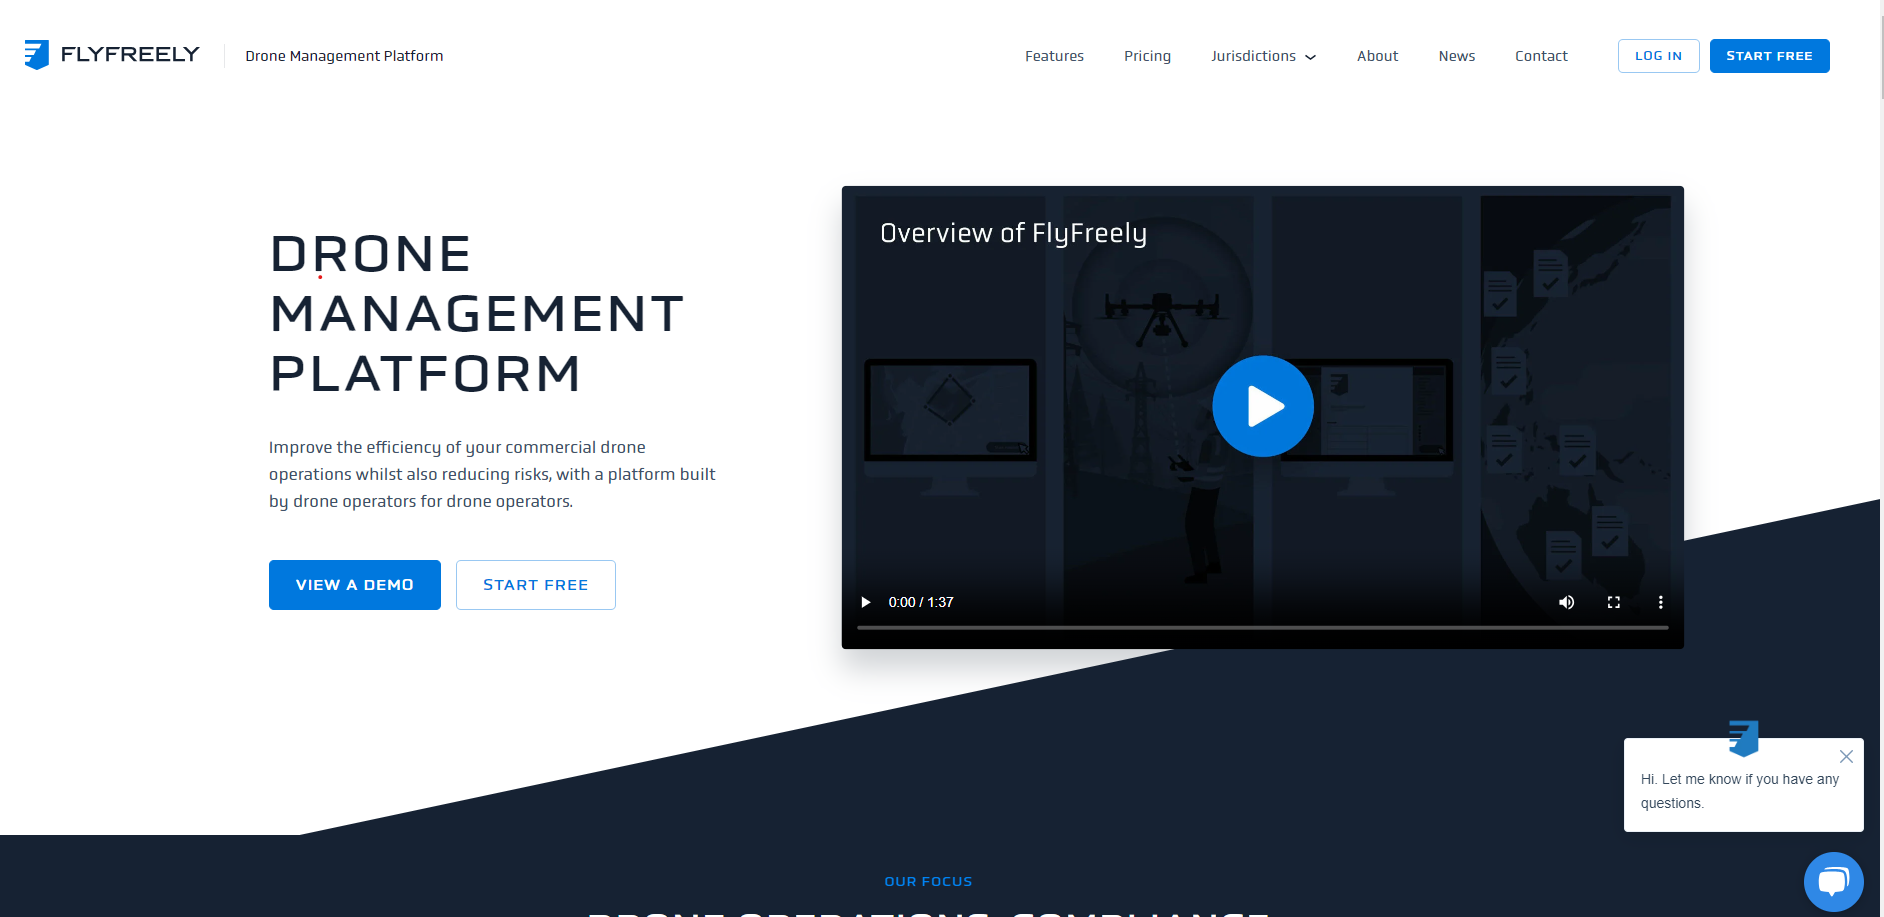 FLYFREELY
Drone Management Platform
Features
Pricing
Jurisdictions
About
News
Contact
LOG IN
START FREE
DRONE
MANAGEMENT
PLATFORM
Improve the efficiency of your commercial drone
operations whilst also reducing risks, with a platform built
by drone operators for drone operators.
VIEW A DEMO
START FREE
Overview of FlyFreely
0:00 / 1:37
Hi. Let me know if you have any
questions.
OUR FOCUS
DRONE OPERATIONS, COMPLIANCE